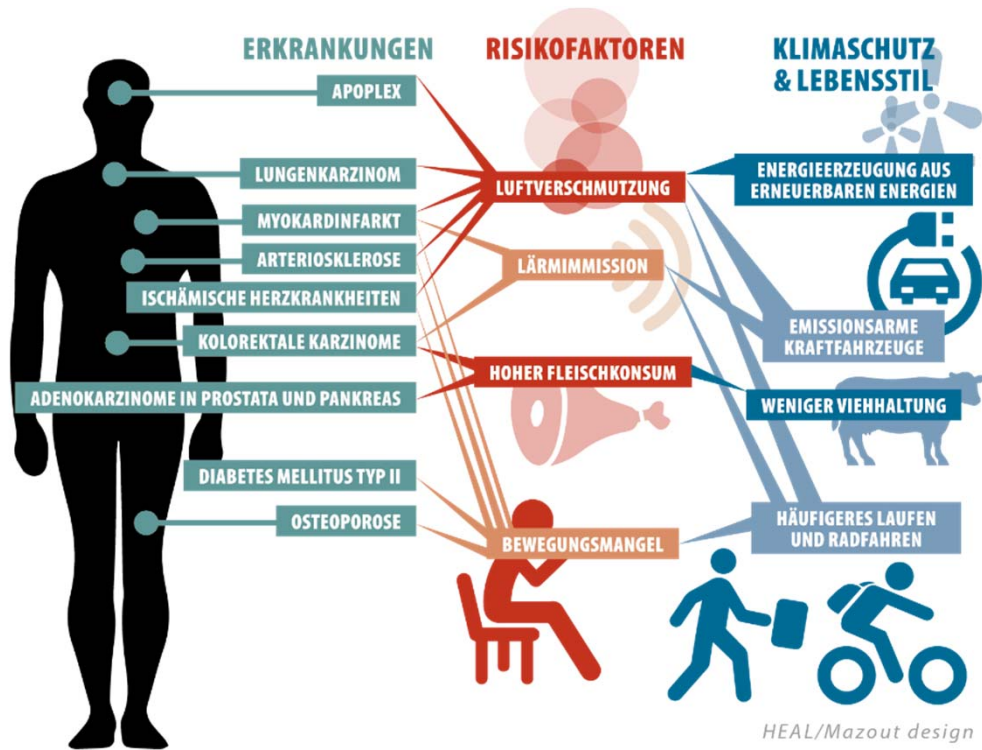 ERKRANKUNGEN
APOPLEX
LUNGENKARZINOM
MYOKARDINFARKT
ARTERIOSKLEROSE
ISCHÄMISCHE HERZKRANKHEITEN
KOLOREKTALE KARZINOME
ADENOKARZINOME IN PROSTATA UND PANKREAS
DIABETES MELLITUS TYP II
OSTEOPOROSE
RISIKOFAKTOREN
LUFTVERSCHMUTZUNG
LÄRMIMMISSION
HOHER FLEISCHKONSUM
BEWEGUNGSMANGEL
KLIMASCHUTZ
& LEBENSSTIL
ENERGIEERZEUGUNG AUS
ERNEUERBAREN ENERGIEN
EMISSIONSARME
KRAFTFAHRZEUGE
WENIGER VIEHHALTUNG
HÄUFIGERES LAUFEN
UND RADFAHREN
HEAL/Mazout design